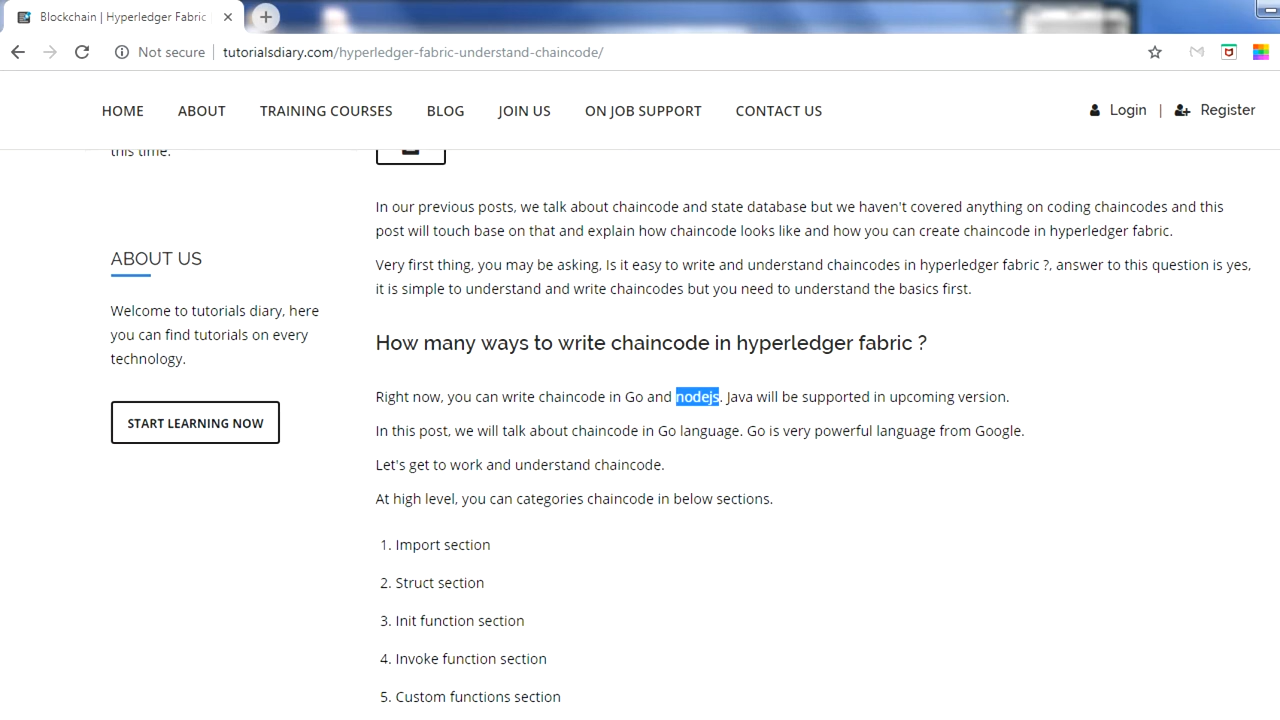 Blockchain | Hyperledger Fabric
Not secure | tutorialsdiary.com/hyperledger-fabric-understand-chaincode/
HOME ABOUT TRAINING COURSES BLOG JOIN US ON JOB SUPPORT CONTACT US Login | Register
this time.
ABOUT US
Welcome to tutorials diary, here
you can find tutorials on every
technology.
START LEARNING NOW
In our previous posts, we talk about chaincode and state database but we haven't covered anything on coding chaincodes and this
post will touch base on that and explain how chaincode looks like and how you can create chaincode in hyperledger fabric.
Very first thing, you may be asking, Is it easy to write and understand chaincodes in hyperledger fabric ?, answer to this question is yes,
it is simple to understand and write chaincodes but you need to understand the basics first.
How many ways to write chaincode in hyperledger fabric ?
Right now, you can write chaincode in Go and nodejs. Java will be supported in upcoming version.
In this post, we will talk about chaincode in Go language. Go is very powerful language from Google.
Let's get to work and understand chaincode.
At high level, you can categories chaincode in below sections.
1. Import section
2. Struct section
3. Init function section
4. Invoke function section
5. Custom functions section